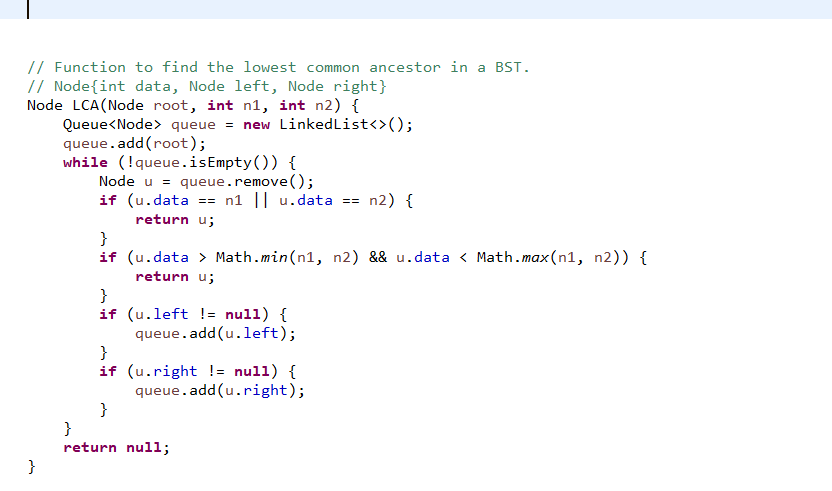 // Function to find the lowest common ancestor in a BST.
// Node{int data, Node left, Node right}
Node LCA(Node root, int n1, int n2) {
    Queue<Node> queue = new LinkedList<>();
    queue.add(root);
    while (!queue.isEmpty()) {
        Node u = queue.remove();
        if (u.data == n1 || u.data == n2) {
            return u;
        }
        if (u.data > Math.min(n1, n2) && u.data < Math.max(n1, n2)) {
            return u;
        }
        if (u.left != null) {
            queue.add(u.left);
        }
        if (u.right != null) {
            queue.add(u.right);
        }
    }
    return null;
}